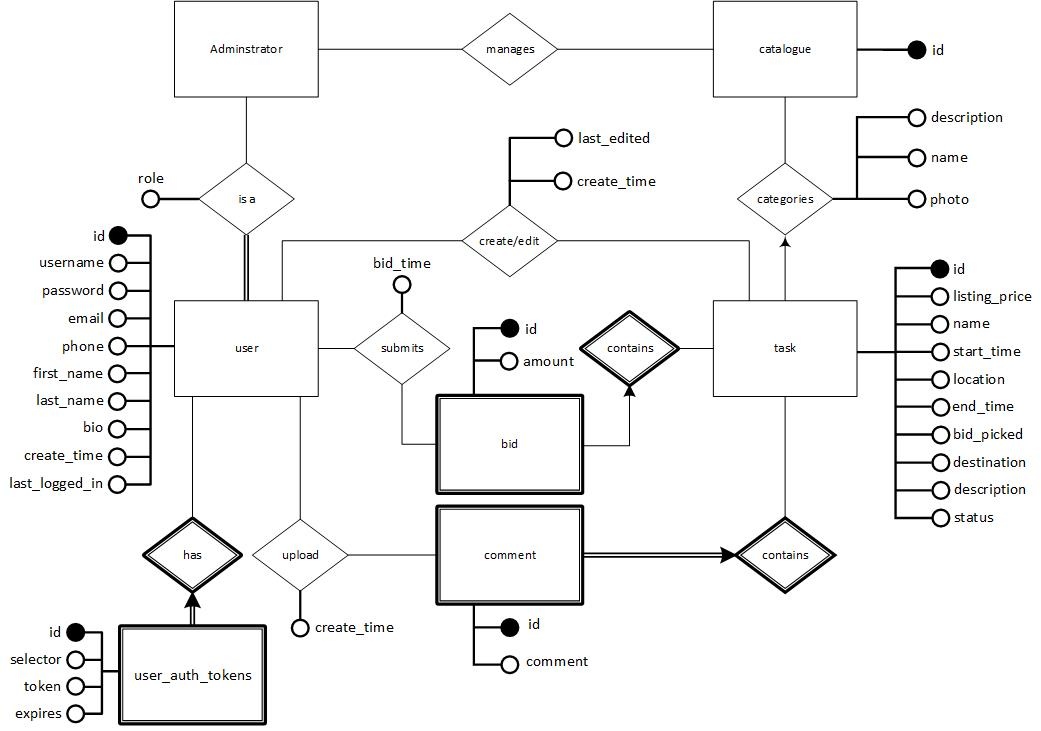 Adminstrator
manages
catalogue
id
description
name
photo
last_edited
create_time
role
is a
categories
create/edit
id
username
password
email
phone
first_name
last_name
bio
create_time
last_logged_in
user
bid_time
submits
id
amount
contains
task
id
listing_price
name
start_time
location
end_time
bid_picked
destination
description
status
bid
has
upload
comment
contains
create_time
id
comment
id
selector
token
expires
user_auth_tokens